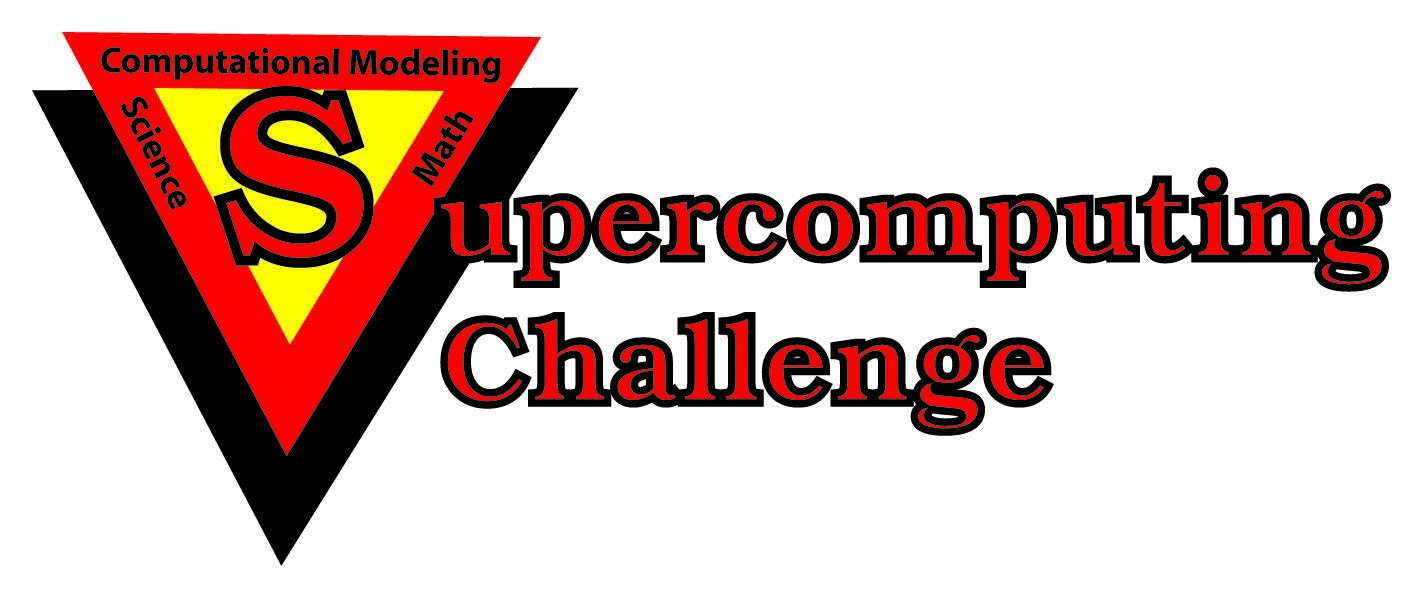 Computational Modeling
Science
Math
Supercomputing
Challenge